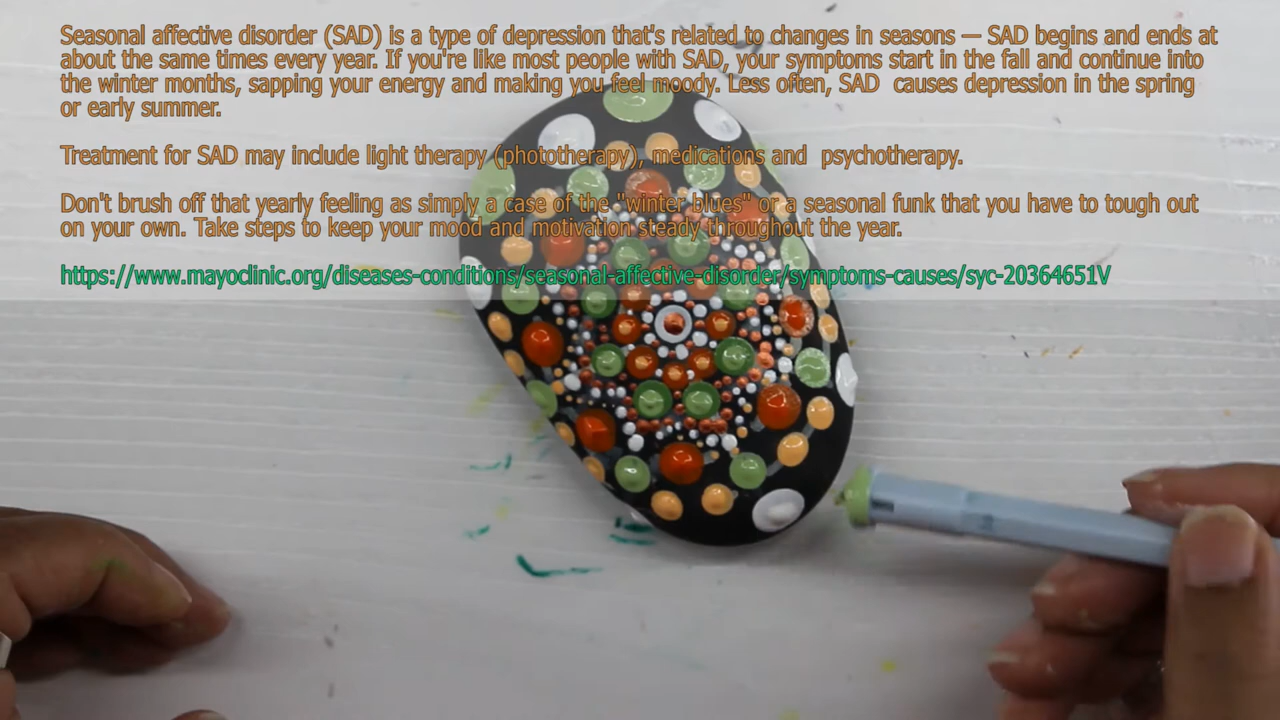 Seasonal affective disorder (SAD) is a type of depression that's related to changes in seasons — SAD begins and ends at
about the same times every year. If you're like most people with SAD, your symptoms start in the fall and continue into
the winter months, sapping your energy and making you feel moody. Less often, SAD  causes depression in the spring
or early summer.
Treatment for SAD may include light therapy (phototherapy), medications and  psychotherapy.
Don't brush off that yearly feeling as simply a case of the "winter blues" or a seasonal funk that you have to tough out
on your own. Take steps to keep your mood and motivation steady throughout the year.
https://www.mayoclinic.org/diseases-conditions/seasonal-affective-disorder/symptoms-causes/syc-20364651V